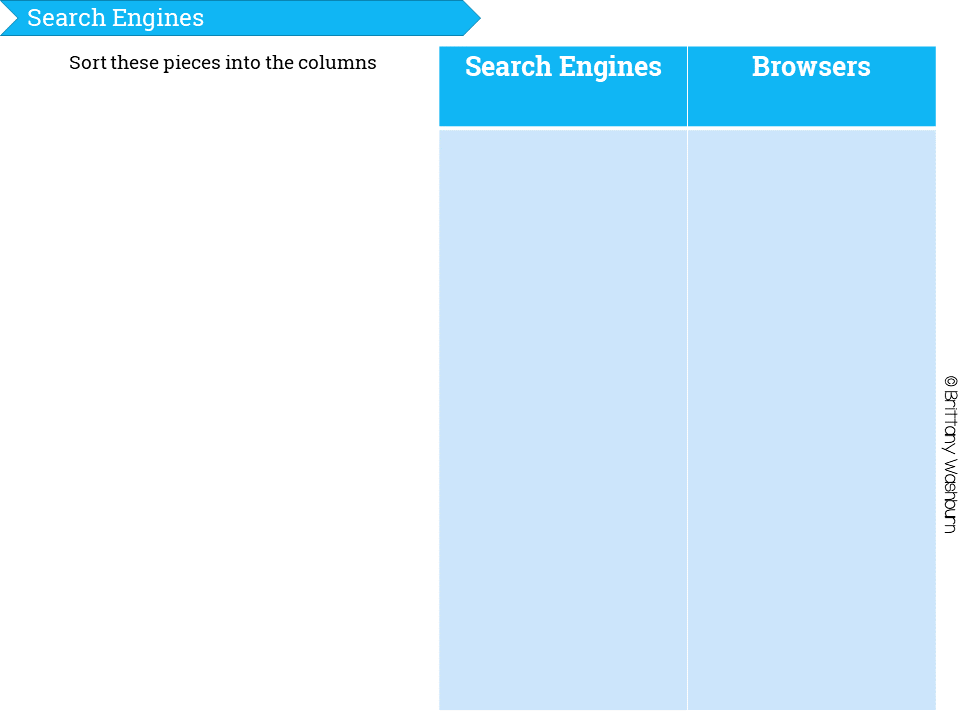 Search Engines
Sort these pieces into the columns
Search Engines
Browsers
© Brittany Washburn